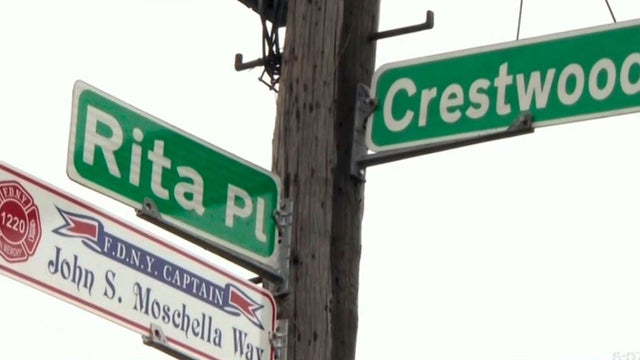 Crestwood
Rita Pl
F.D.N.Y.
1220
F.D.N.Y. CAPTAIN
John S. Moschella Way